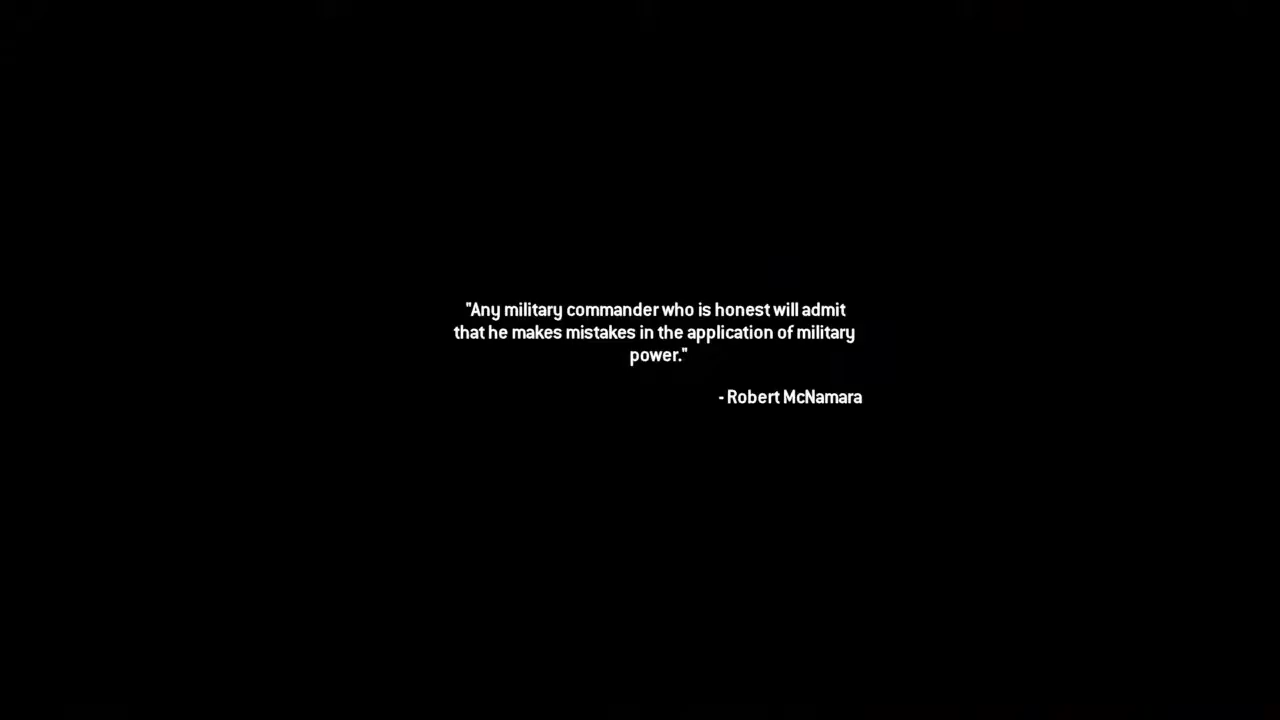 "Any military commander who is honest will admit
that he makes mistakes in the application of military
power."
- Robert McNamara